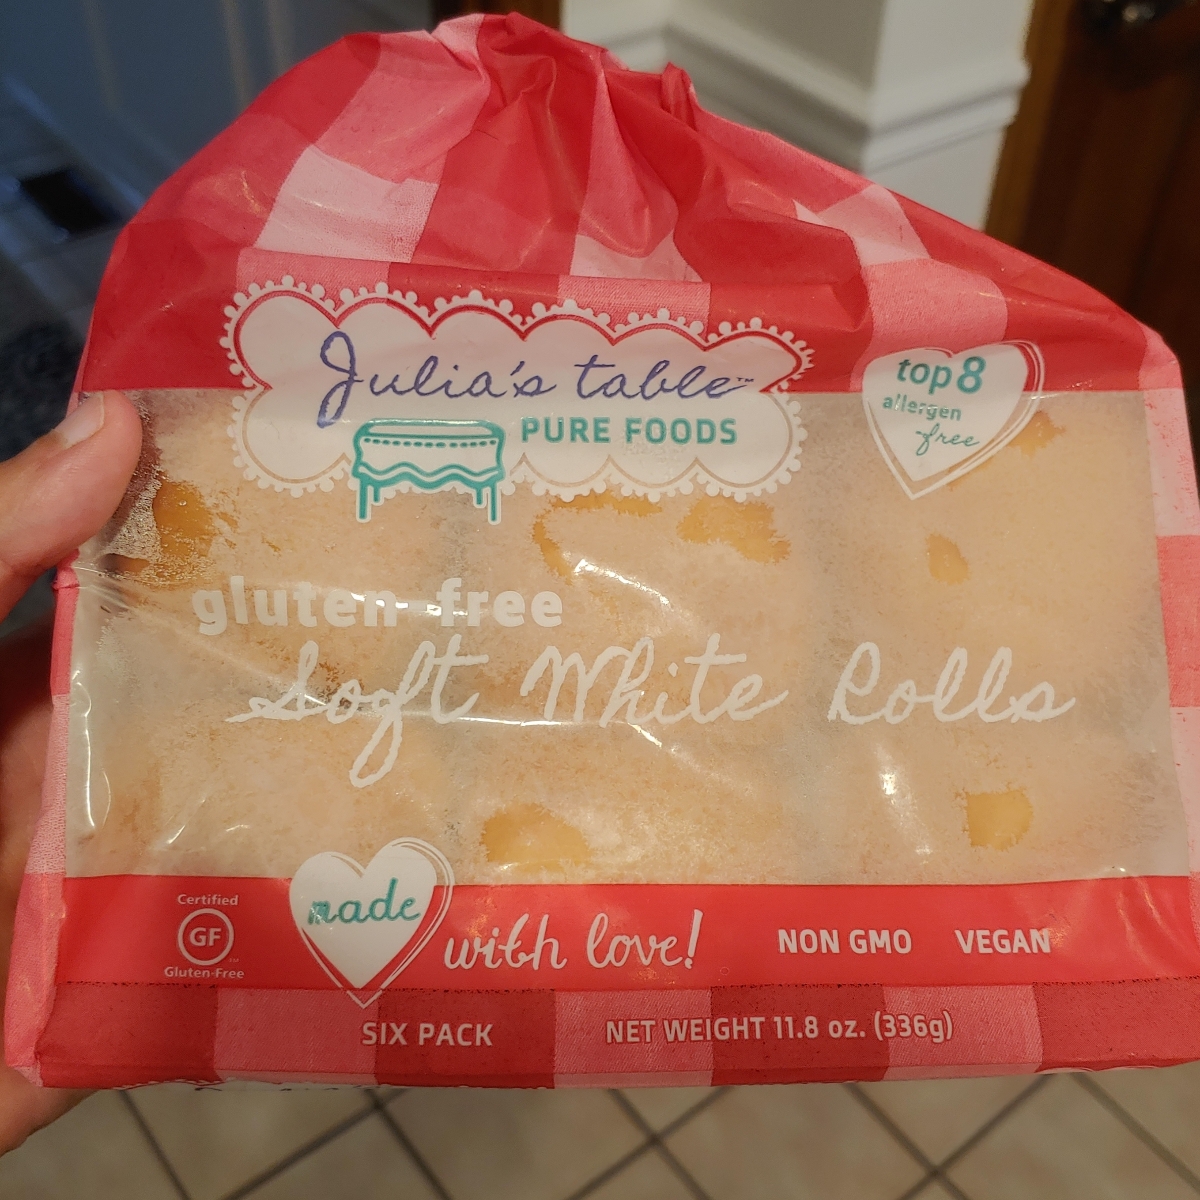 Julia's table™
PURE FOODS
top 8
allergen
free
gluten-free
Soft White Rolls
Certified
GF
Gluten-Free
made
with love!
NON GMO VEGAN
SIX PACK
NET WEIGHT 11.8 oz. (336g)